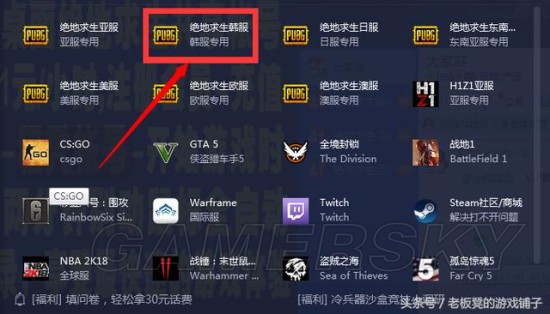 绝地求生亚服
亚服专用
绝地求生韩服
韩服专用
绝地求生日服
日服专用
绝地求生东南...
东南亚专用
绝地求生美服
美服专用
绝地求生欧服
欧服专用
绝地求生澳服
澳服专用
H1Z1亚服
亚服专用
CS:GO
csgo
GTA 5
侠盗猎车手5
全境封锁
The Division
战地1
BattleField 1
CS:GO
围攻
RainbowSix Si...
Warframe
国际服
Twitch
Twitch
Steam社区/商城
解决打不开问题
NBA 2K18
全球服
战锤：末世鼠...
Warhammer ...
盗贼之海
Sea of Thieves
孤岛惊魂5
Far Cry 5
GAMERSKY
[福利] 填问卷，轻松拿30元话费
[福利] 冷兵器沙盒竞技
头条号 / 老板凳的游戏铺子